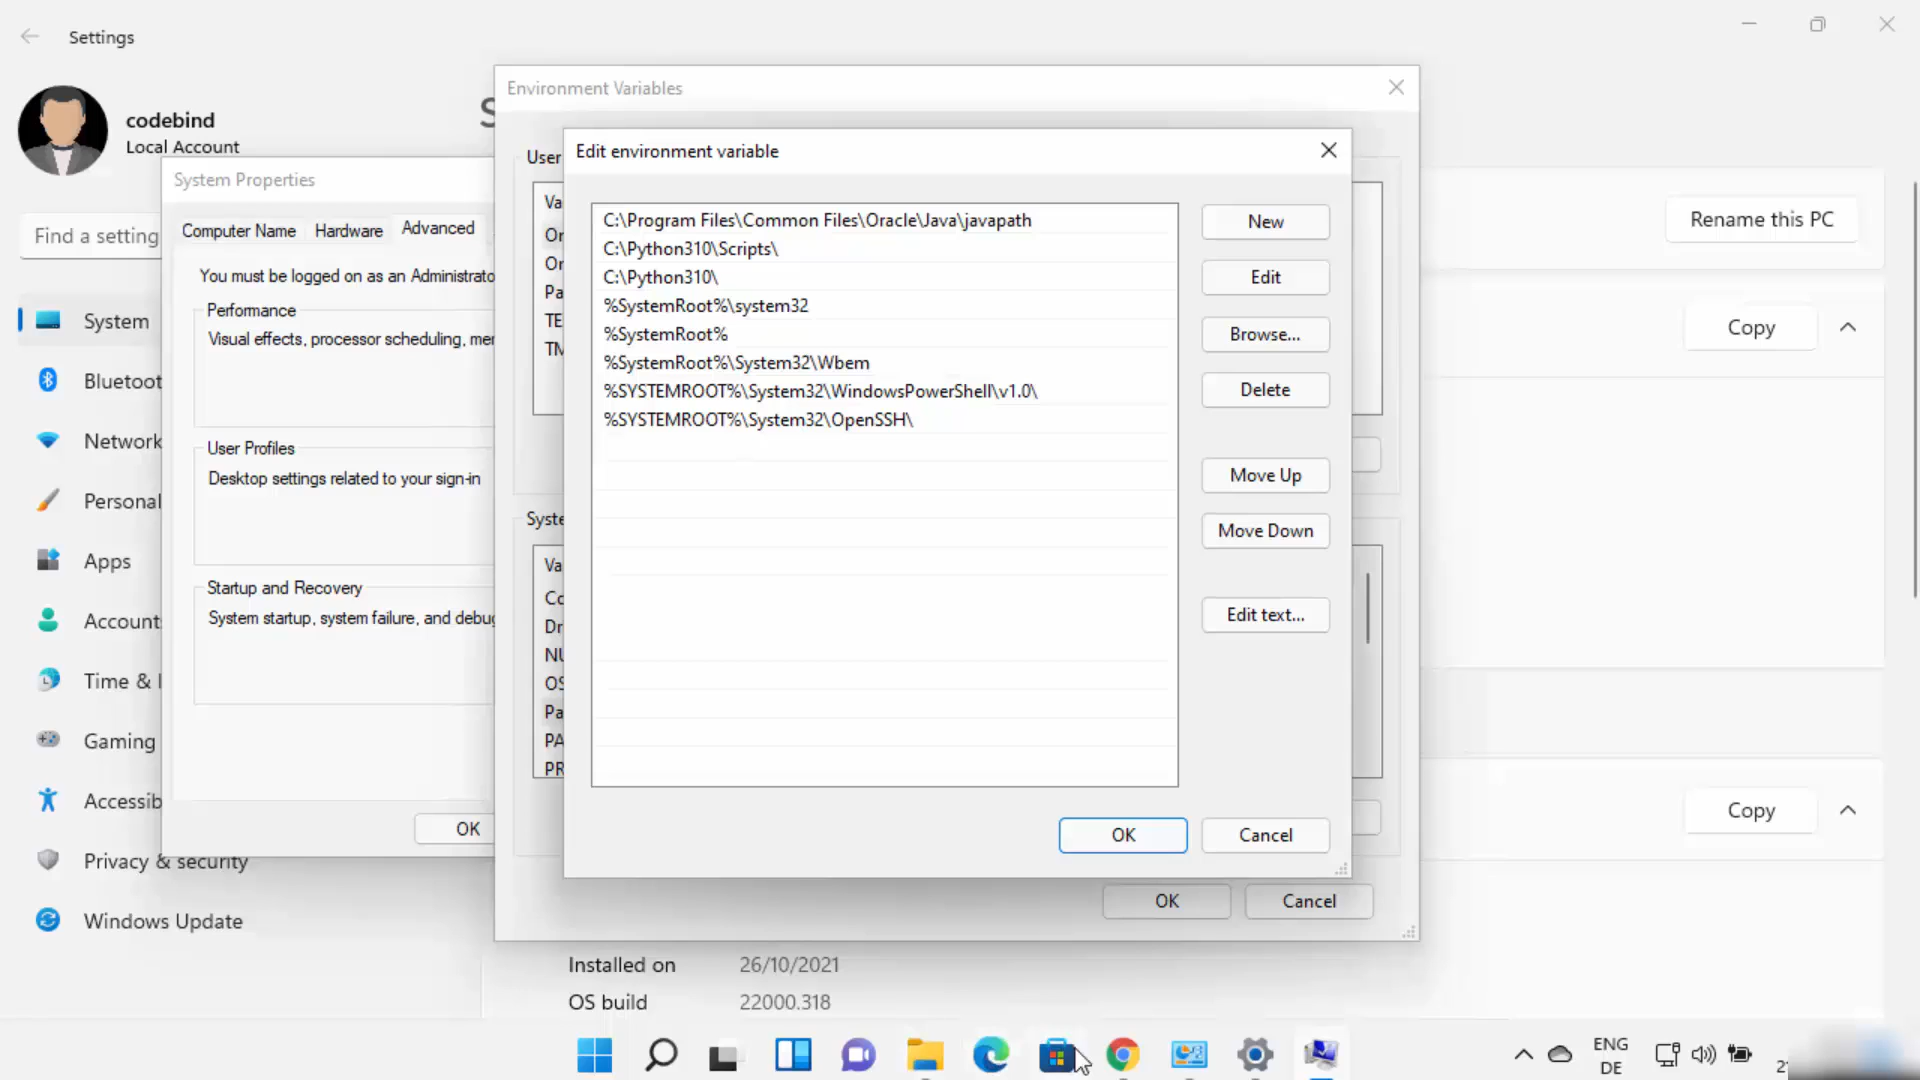 Settings
codebind
Local Account
Find a setting
System
Bluetoot
Network
Personal
Apps
Account
Time & l
Gaming
Accessib
Privacy & security
Windows Update
S
System Properties
Computer Name
Hardware
Advanced
You must be logged on as an Administrato
Performance
Visual effects, processor scheduling, mer
User Profiles
Desktop settings related to your sign-in
Startup and Recovery
System startup, system failure, and debug
OK
Environment Variables
User
Va
Or
Or
Pa
TE
TM
Syste
Va
Co
Dr
NU
OS
Pa
PA
PR
OK
Cancel
Edit environment variable
C:\Program Files\Common Files\Oracle\Java\javapath
C:\Python310\Scripts\
C:\Python310\
%SystemRoot%\system32
%SystemRoot%
%SystemRoot%\System32\Wbem
%SYSTEMROOT%\System32\WindowsPowerShell\v1.0\
%SYSTEMROOT%\System32\OpenSSH\
New
Edit
Browse...
Delete
Move Up
Move Down
Edit text...
OK
Cancel
Rename this PC
Copy
Copy
Installed on 26/10/2021
OS build 22000.318
ENG
DE